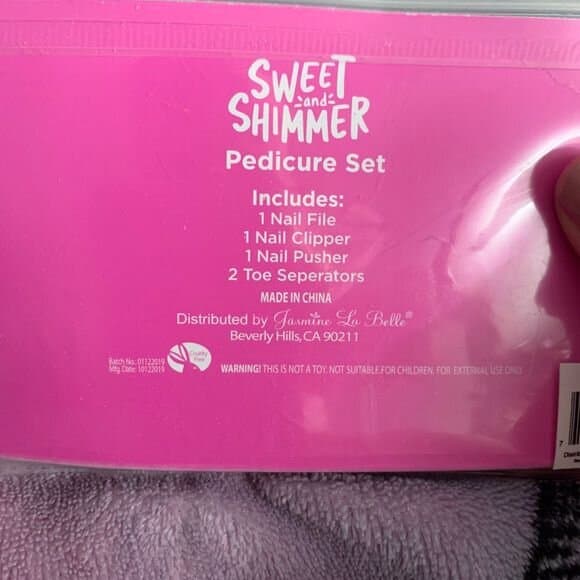 SWEET
and
SHIMMER
Pedicure Set
Includes:
1 Nail File
1 Nail Clipper
1 Nail Pusher
2 Toe Seperators
MADE IN CHINA
Distributed by Jasmine La Belle®
Beverly Hills, CA 90211
Batch No.: 01122019
Mfg. Date: 10122019
Cruelty
Free
WARNING! THIS IS NOT A TOY. NOT SUITABLE FOR CHILDREN. FOR EXTERNAL USE ONLY
7